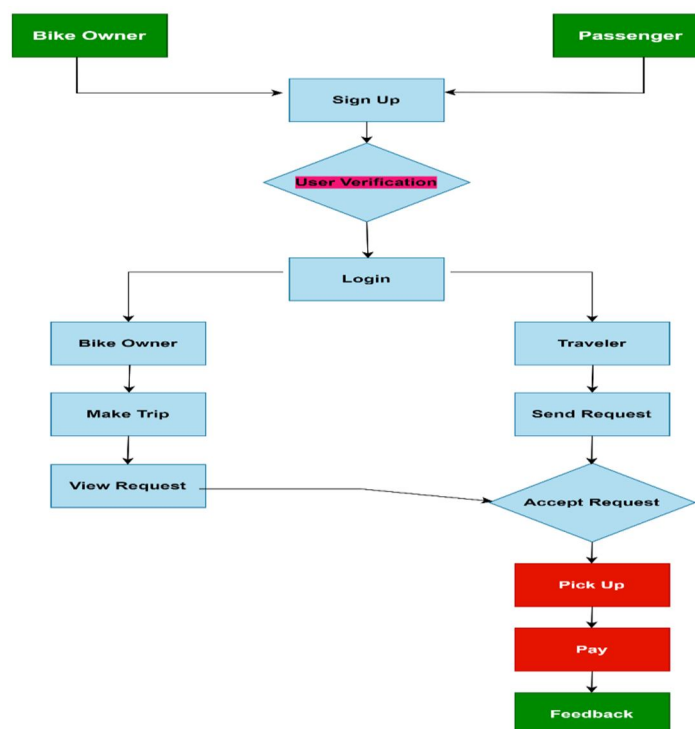 Bike Owner
Passenger
Sign Up
User Verification
Login
Bike Owner
Traveler
Make Trip
Send Request
View Request
Accept Request
Pick Up
Pay
Feedback